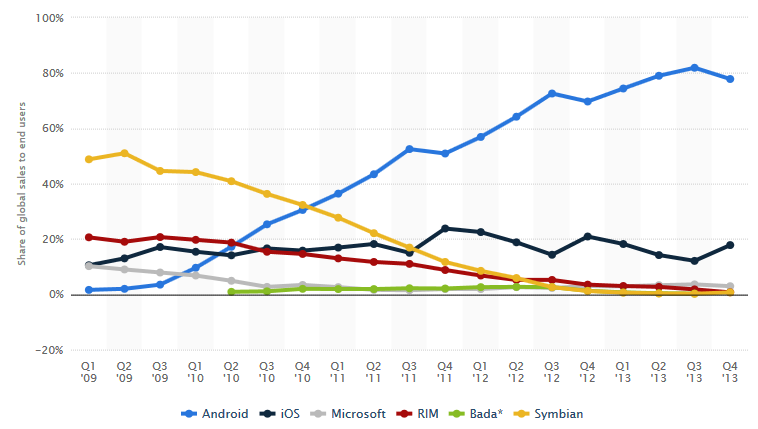 100%
80%
60%
40%
20%
0%
−20%
Share of global sales to end users
Q1 Q2 Q3 Q1 Q2 Q3 Q4 Q1 Q2 Q3 Q4 Q1 Q2 Q3 Q4 Q1 Q2 Q3 Q4
'09 '09 '09 '10 '10 '10 '10 '11 '11 '11 '11 '12 '12 '12 '12 '13 '13 '13 '13
Android iOS Microsoft RIM Bada* Symbian